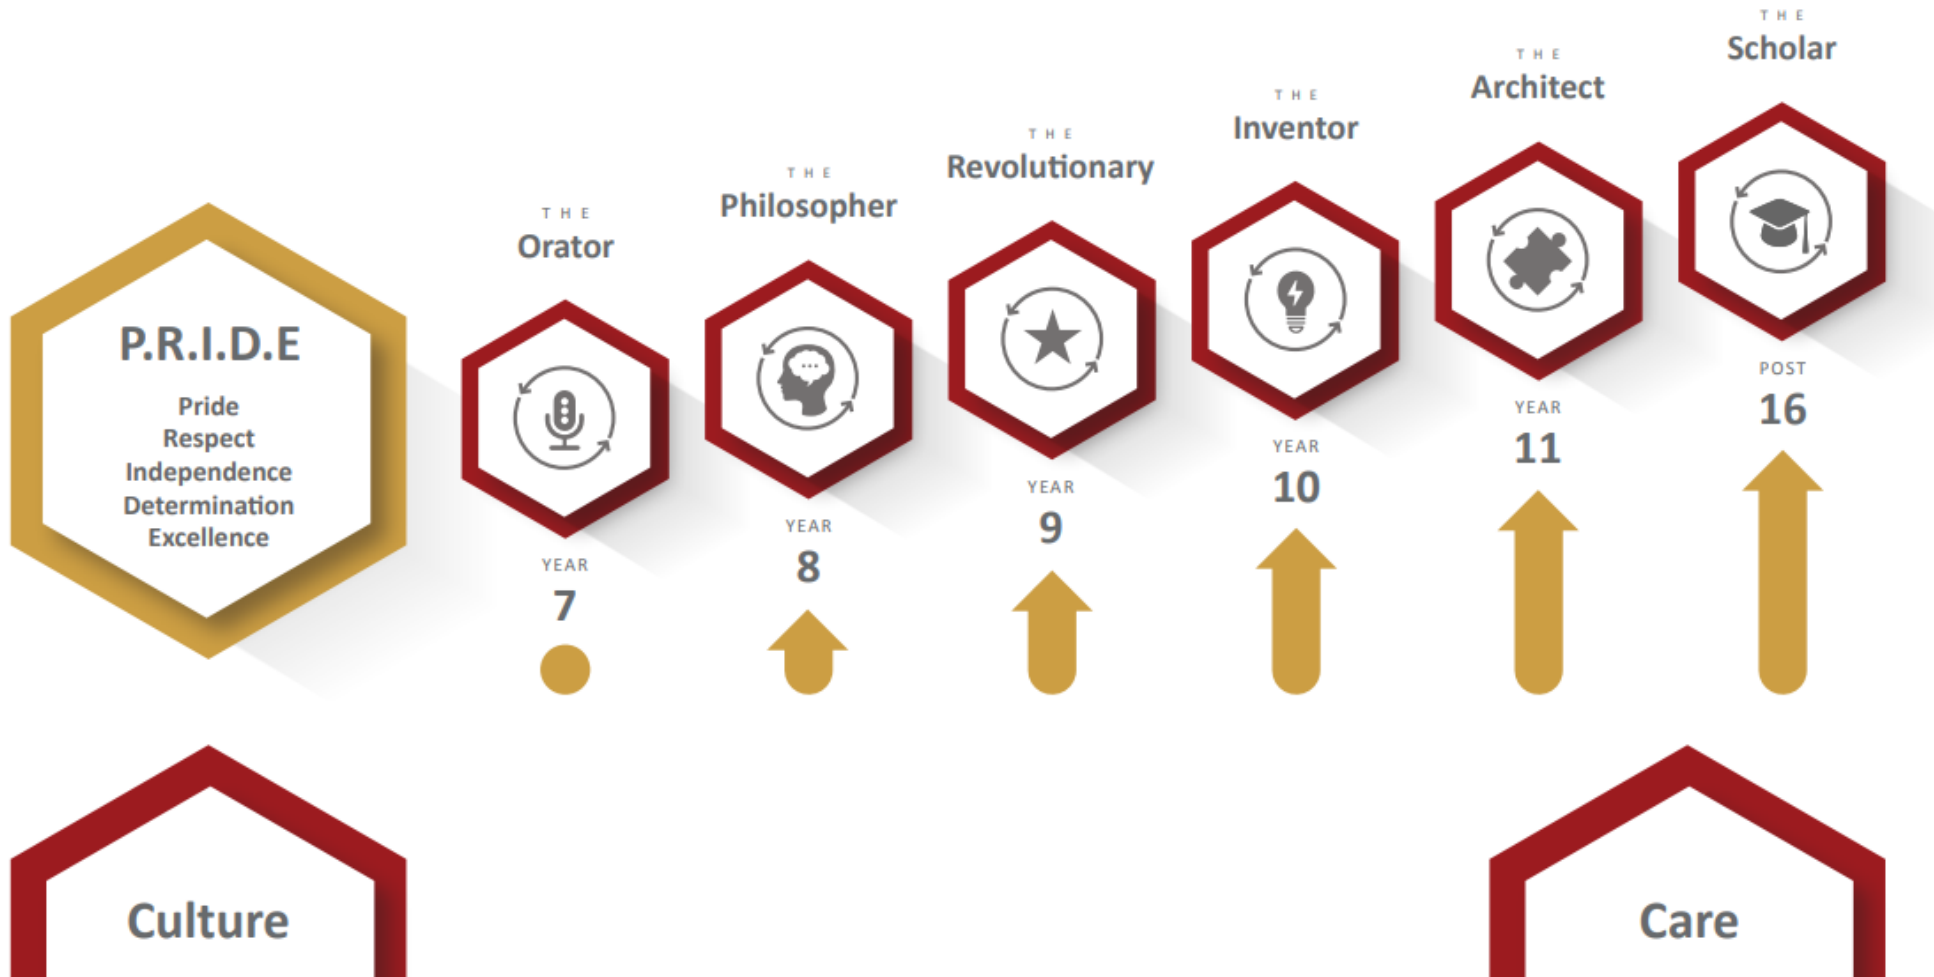 P.R.I.D.E
Pride
Respect
Independence
Determination
Excellence
THE
Orator
YEAR
7
THE
Philosopher
YEAR
8
THE
Revolutionary
YEAR
9
THE
Inventor
YEAR
10
THE
Architect
YEAR
11
THE
Scholar
POST
16
Culture
Care